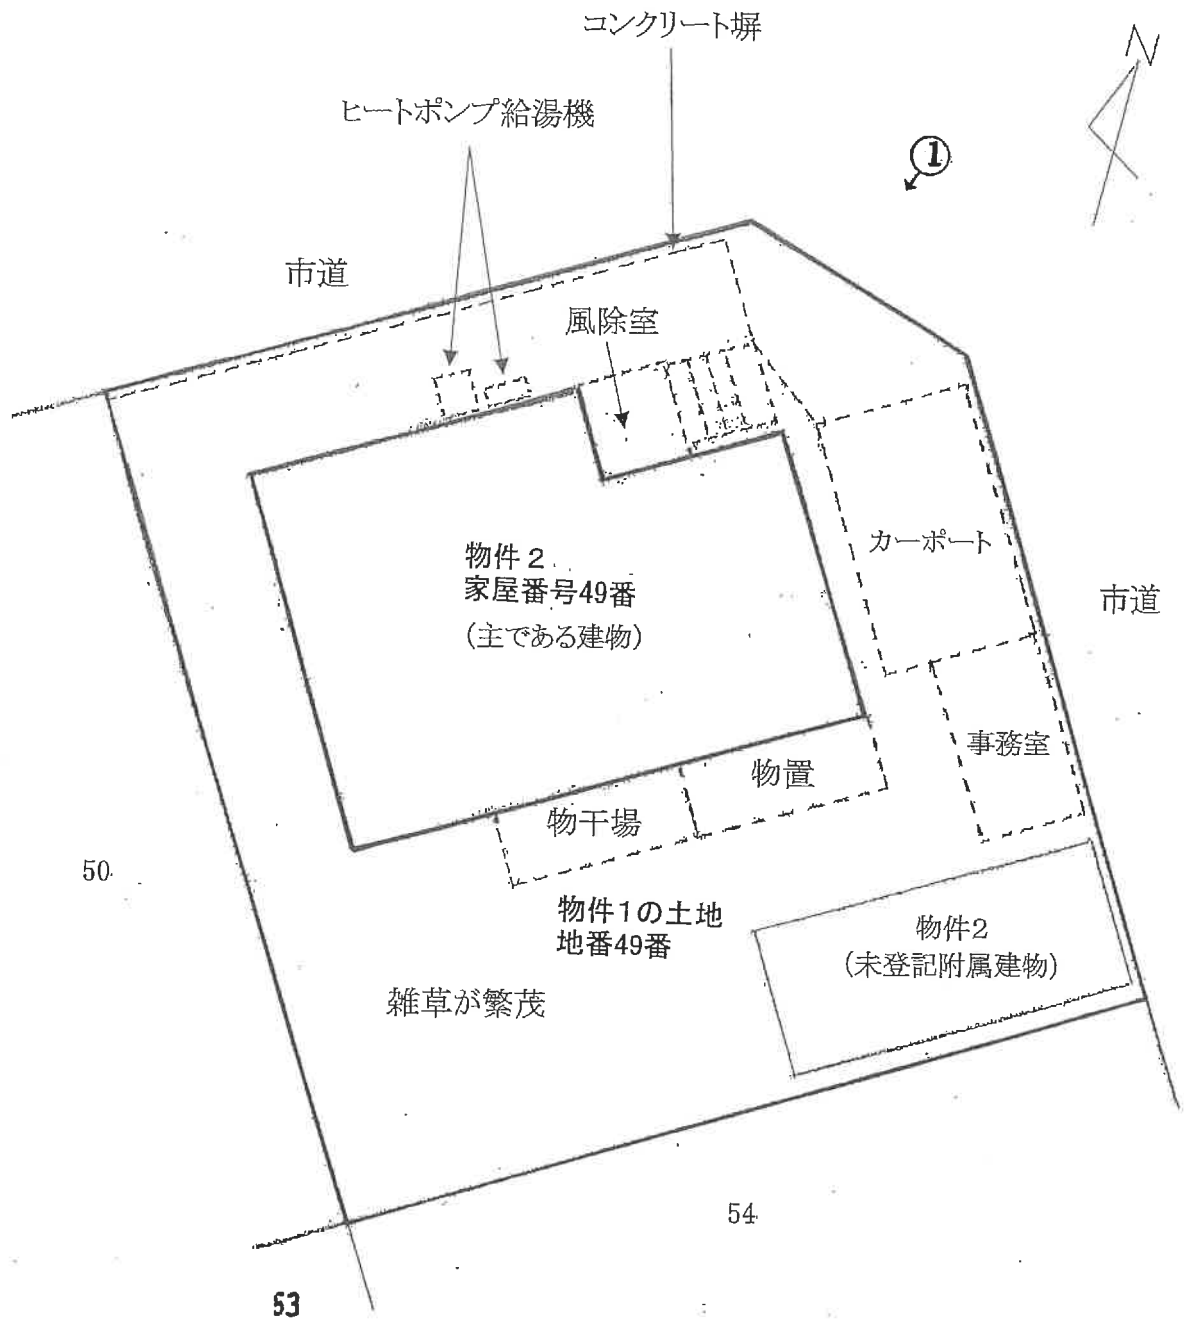 コンクリート塀
N
ヒートポンプ給湯機
①
市道
風除室
カーポート
物件2
家屋番号49番
(主である建物)
市道
事務室
物置
物干場
50
物件1の土地
地番49番
物件2
(未登記附属建物)
雑草が繁茂
54
53